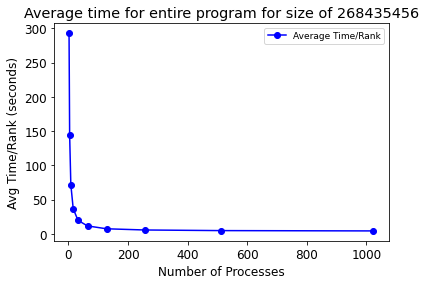 Average time for entire program for size of 268435456
Average Time/Rank
300
250
200
150
100
50
0
Avg Time/Rank (seconds)
0 200 400 600 800 1000
Number of Processes